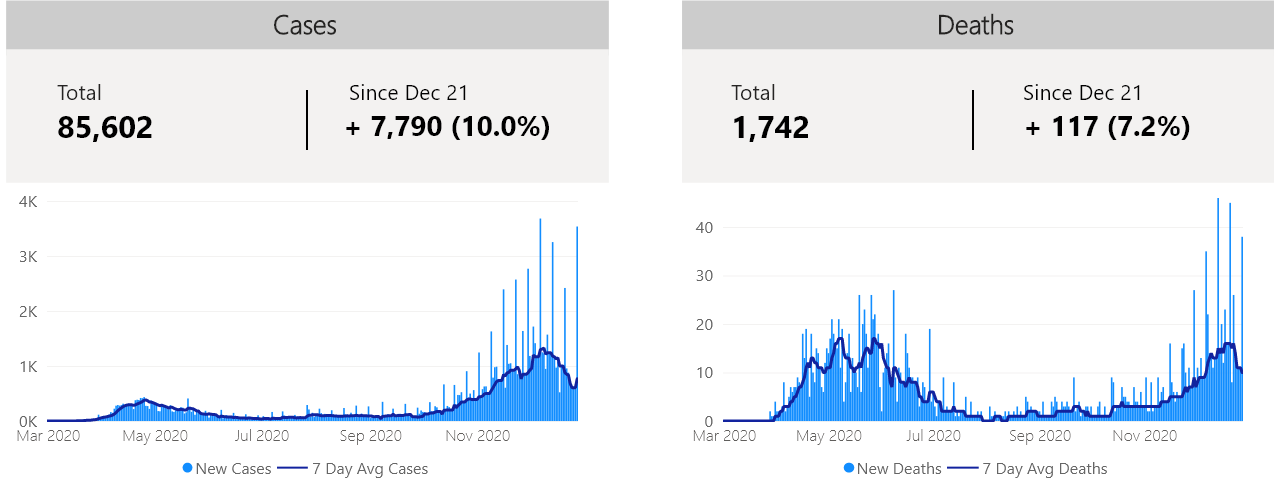 Cases
Total
85,602
Since Dec 21
+ 7,790 (10.0%)
4K
3K
2K
1K
0K
Mar 2020 May 2020 Jul 2020 Sep 2020 Nov 2020
New Cases 7 Day Avg Cases
Deaths
Total
1,742
Since Dec 21
+ 117 (7.2%)
40
30
20
10
0
Mar 2020 May 2020 Jul 2020 Sep 2020 Nov 2020
New Deaths 7 Day Avg Deaths